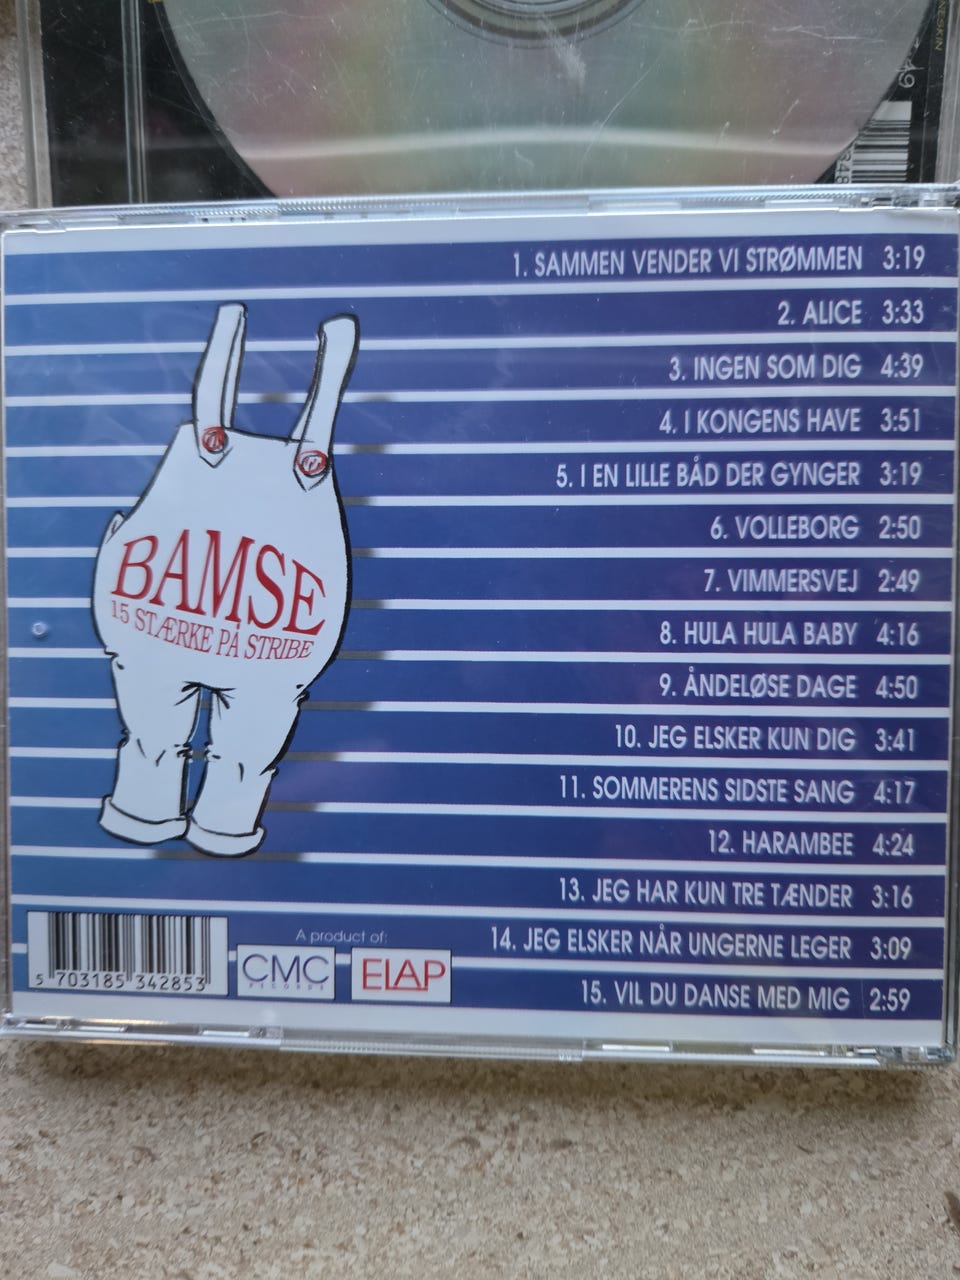 1. SAMMEN VENDER VI STRØMMEN 3:19
2. ALICE 3:33
3. INGEN SOM DIG 4:39
4. I KONGENS HAVE 3:51
5. I EN LILLE BÅD DER GYNGER 3:19
6. VOLLEBORG 2:50
7. VIMMERSVEJ 2:49
8. HULA HULA BABY 4:16
9. ÅNDELØSE DAGE 4:50
10. JEG ELSKER KUN DIG 3:41
11. SOMMERENS SIDSTE SANG 4:17
12. HARAMBEE 4:24
13. JEG HAR KUN TRE TÆNDER 3:16
14. JEG ELSKER NÅR UNGERNE LEGER 3:09
15. VIL DU DANSE MED MIG 2:59
BAMSE
15 STÆRKE PÅ STRIBE
5 703185 342853
A product of:
CMC
RECORDS
ELAP